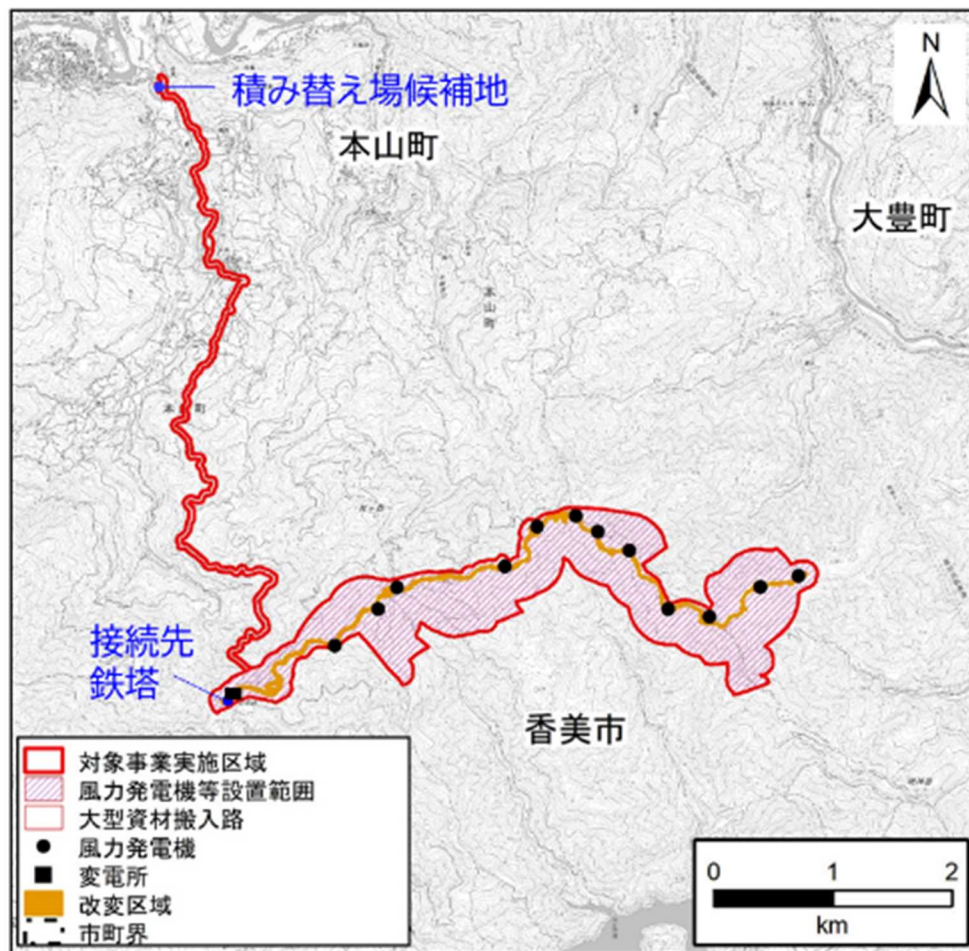 N
積み替え場候補地
本山町
大豊町
本山町
接続先
鉄塔
香美市
対象事業実施区域
風力発電機等設置範囲
大型資材搬入路
風力発電機
変電所
改変区域
市町界
0 1 2
km